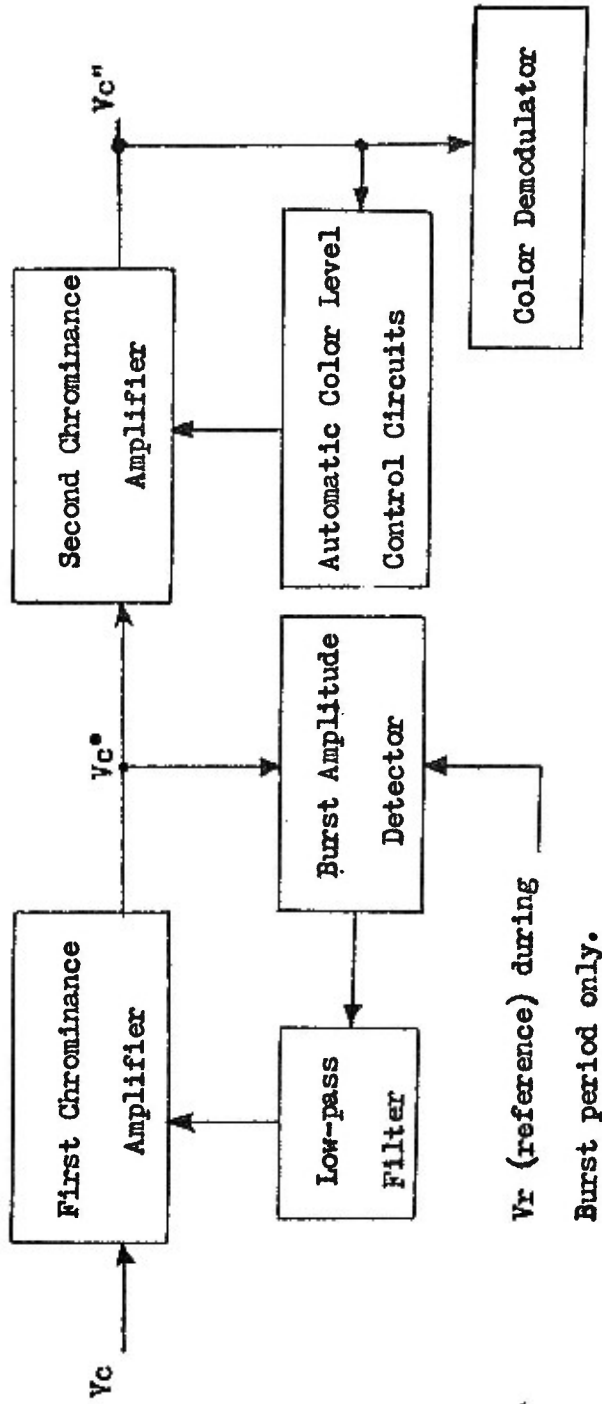 Vc
First Chrominance
Amplifier
Vc•
Second Chrominance
Amplifier
Vc"
Low-pass
Filter
Burst Amplitude
Detector
Automatic Color Level
Control Circuits
Color Demodulator
Vr (reference) during
Burst period only.